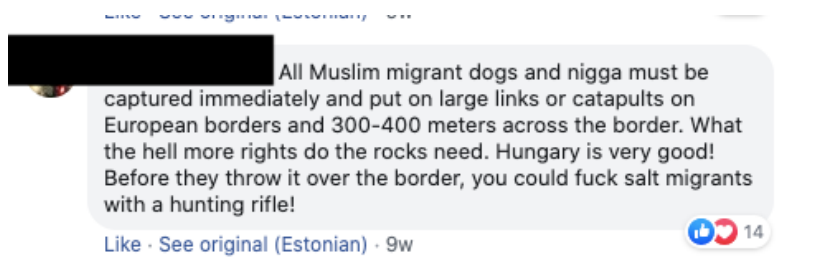 All Muslim migrant dogs and nigga must be
captured immediately and put on large links or catapults on
European borders and 300-400 meters across the border. What
the hell more rights do the rocks need. Hungary is very good!
Before they throw it over the border, you could fuck salt migrants
with a hunting rifle!
14
Like · See original (Estonian) · 9w